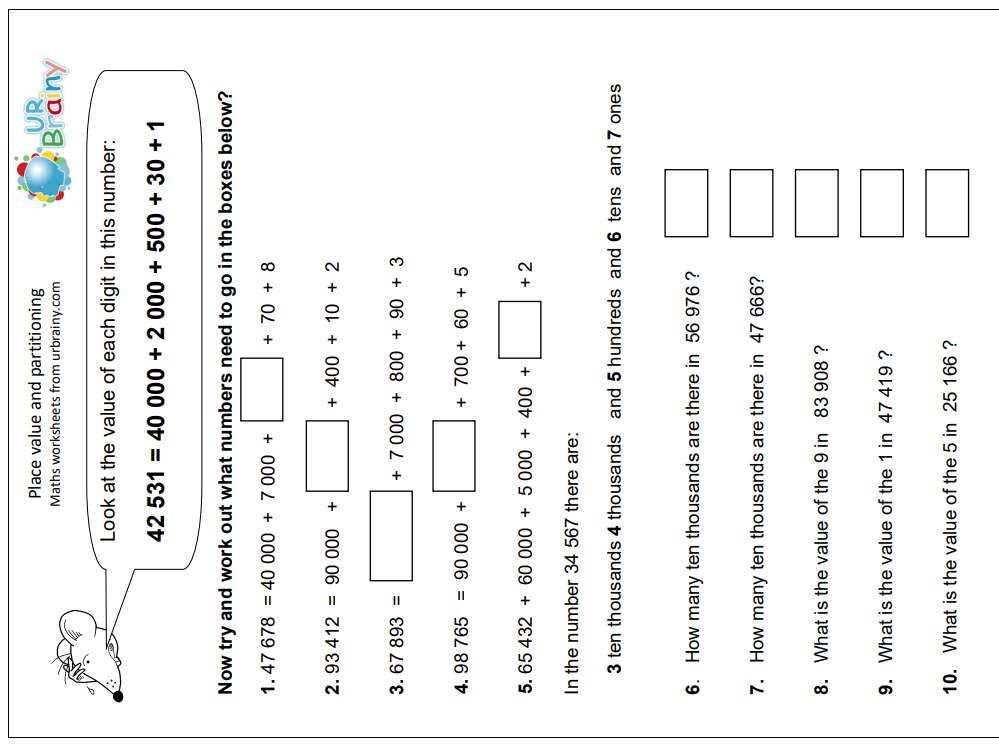 Place value and partitioning
Maths worksheets from urbrainy.com
UR
Brainy
Look at the value of each digit in this number:
42 531 = 40 000 + 2 000 + 500 + 30 + 1
Now try and work out what numbers need to go in the boxes below?
1. 47 678 = 40 000 + 7 000 + + 70 + 8
2. 93 412 = 90 000 + + 400 + 10 + 2
3. 67 893 = + 7 000 + 800 + 90 + 3
4. 98 765 = 90 000 + + 700 + 60 + 5
5. 65 432 + 60 000 + 5 000 + 400 + + 2
In the number 34 567 there are:
3 ten thousands 4 thousands and 5 hundreds and 6 tens and 7 ones
6. How many ten thousands are there in 56 976 ?
7. How many ten thousands are there in 47 666?
8. What is the value of the 9 in 83 908 ?
9. What is the value of the 1 in 47 419 ?
10. What is the value of the 5 in 25 166 ?